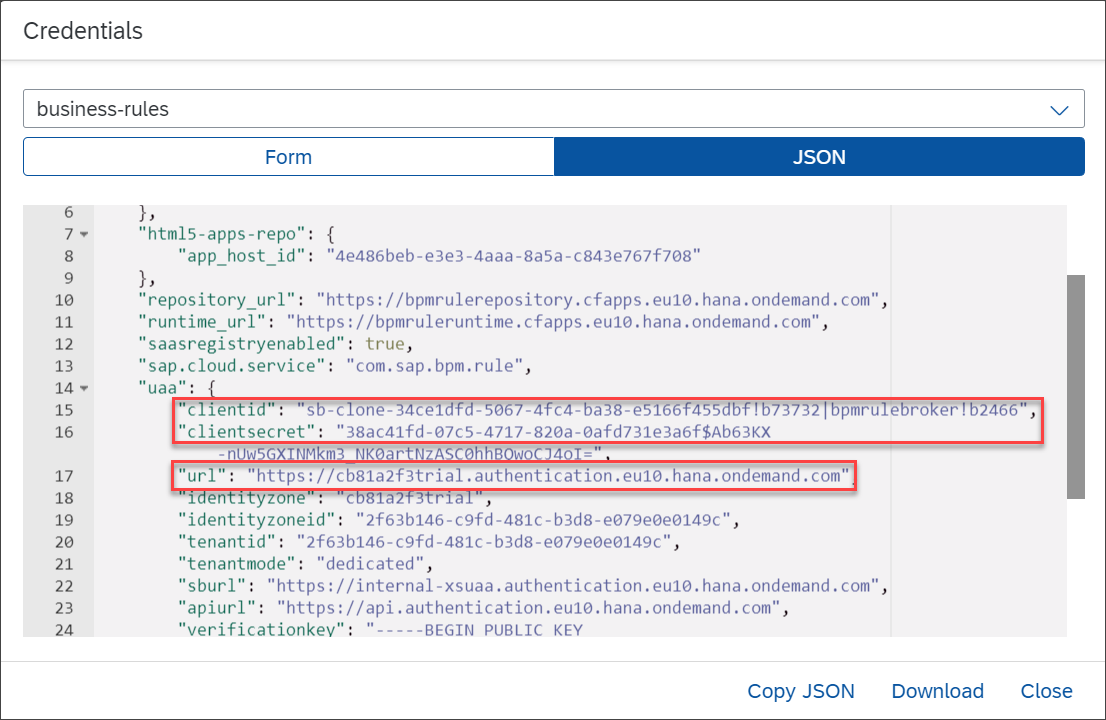 Credentials
business-rules
Form JSON
6 },
7 "html5-apps-repo": {
8 "app_host_id": "4e486beb-e3e3-4aaa-8a5a-c843e767f708"
9 },
10 "repository_url": "https://bpmrulerepository.cfapps.eu10.hana.ondemand.com",
11 "runtime_url": "https://bpmruleruntime.cfapps.eu10.hana.ondemand.com",
12 "saasregistryenabled": true,
13 "sap.cloud.service": "com.sap.bpm.rule",
14 "uaa": {
15 "clientid": "sb-clone-34ce1dfd-5067-4fc4-ba38-e5166f455dbf!b73732|bpmrulebroker!b2466",
16 "clientsecret": "38ac41fd-07c5-4717-820a-0afd731e3a6f$Ab63KX
-nUw5GXINMkm3_NK0artNzASC0hhBOwoCJ4oI=",
17 "url": "https://cb81a2f3trial.authentication.eu10.hana.ondemand.com",
18 "identityzone": "cb81a2f3trial",
19 "identityzoneid": "2f63b146-c9fd-481c-b3d8-e079e0e0149c",
20 "tenantid": "2f63b146-c9fd-481c-b3d8-e079e0e0149c",
21 "tenantmode": "dedicated",
22 "sburl": "https://internal-xsuaa.authentication.eu10.hana.ondemand.com",
23 "apiurl": "https://api.authentication.eu10.hana.ondemand.com",
24 "verificationkey": "-----BEGIN PUBLIC KEY
Copy JSON Download Close